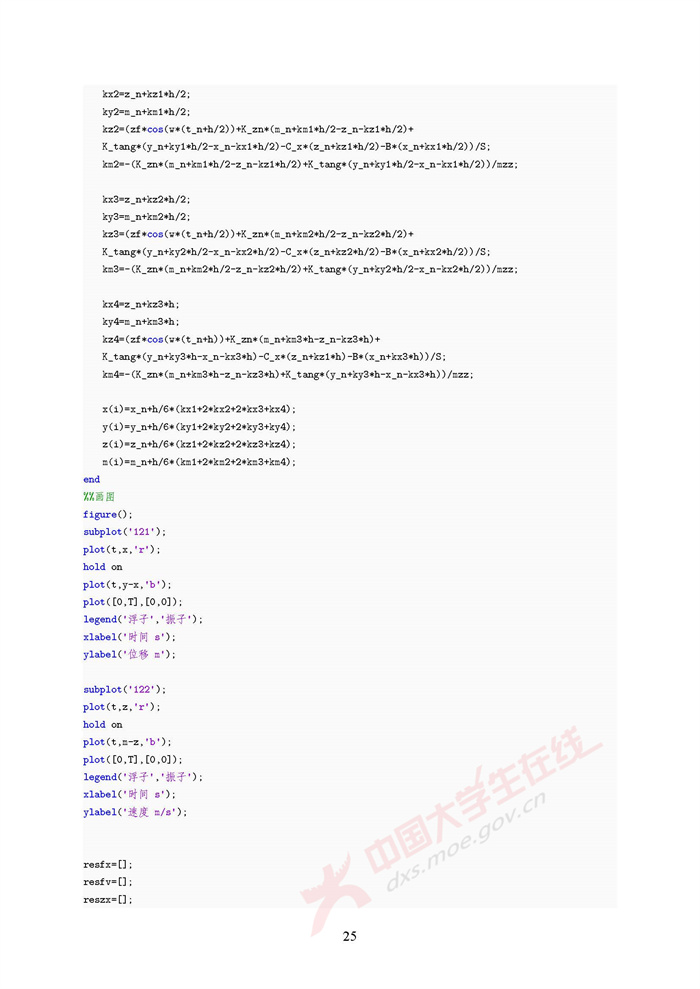 kx2=z_n+kz1*h/2;
ky2=m_n+km1*h/2;
kz2=(zf*cos(w*(t_n+h/2))+K_zn*(m_n+km1*h/2-z_n-kz1*h/2)+
K_tang*(y_n+ky1*h/2-x_n-kx1*h/2)-C_x*(z_n+kz1*h/2)-B*(x_n+kx1*h/2))/S;
km2=-(K_zn*(m_n+km1*h/2-z_n-kz1*h/2)+K_tang*(y_n+ky1*h/2-x_n-kx1*h/2))/mzz;
kx3=z_n+kz2*h/2;
ky3=m_n+km2*h/2;
kz3=(zf*cos(w*(t_n+h/2))+K_zn*(m_n+km2*h/2-z_n-kz2*h/2)+
K_tang*(y_n+ky2*h/2-x_n-kx2*h/2)-C_x*(z_n+kz2*h/2)-B*(x_n+kx2*h/2))/S;
km3=-(K_zn*(m_n+km2*h/2-z_n-kz2*h/2)+K_tang*(y_n+ky2*h/2-x_n-kx2*h/2))/mzz;
kx4=z_n+kz3*h;
ky4=m_n+km3*h;
kz4=(zf*cos(w*(t_n+h))+K_zn*(m_n+km3*h-z_n-kz3*h)+
K_tang*(y_n+ky3*h-x_n-kx3*h)-C_x*(z_n+kz1*h)-B*(x_n+kx3*h))/S;
km4=-(K_zn*(m_n+km3*h-z_n-kz3*h)+K_tang*(y_n+ky3*h-x_n-kx3*h))/mzz;
x(i)=x_n+h/6*(kx1+2*kx2+2*kx3+kx4);
y(i)=y_n+h/6*(ky1+2*ky2+2*ky3+ky4);
z(i)=z_n+h/6*(kz1+2*kz2+2*kz3+kz4);
m(i)=m_n+h/6*(km1+2*km2+2*km3+km4);
end
%%画图
figure();
subplot('121');
plot(t,x,'r');
hold on
plot(t,y-x,'b');
plot([0,T],[0,0]);
legend('浮子','振子');
xlabel('时间 s');
ylabel('位移 m');
subplot('122');
plot(t,z,'r');
hold on
plot(t,m-z,'b');
plot([0,T],[0,0]);
legend('浮子','振子');
xlabel('时间 s');
ylabel('速度 m/s');
resfx=[];
resfv=[];
reszx=[];
中国大学生在线
dxs.moe.gov.cn
25